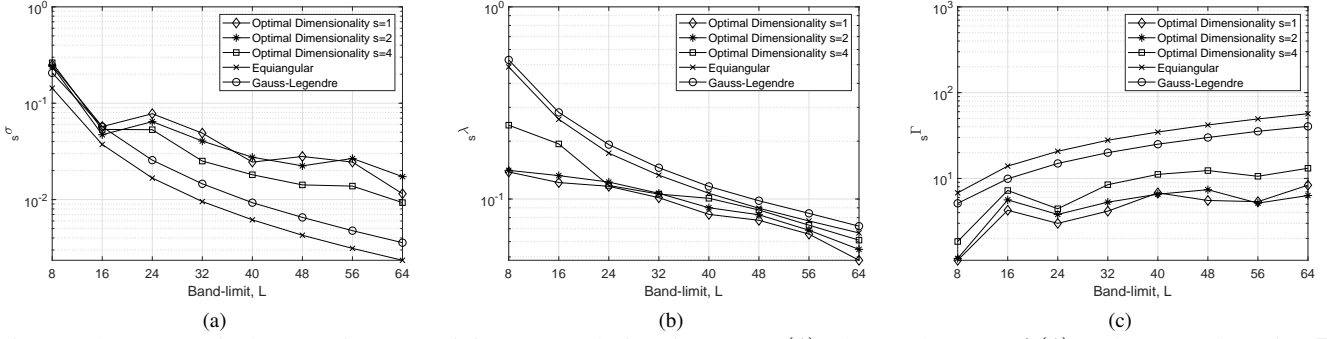 10^0
10^-1
10^-2
sσ
8 16 24 32 40 48 56 64
Band-limit, L
Optimal Dimensionality s=1
Optimal Dimensionality s=2
Optimal Dimensionality s=4
Equiangular
Gauss-Legendre
(a)
10^0
10^-1
sλ
8 16 24 32 40 48 56 64
Band-limit, L
Optimal Dimensionality s=1
Optimal Dimensionality s=2
Optimal Dimensionality s=4
Equiangular
Gauss-Legendre
(b)
10^3
10^2
10^1
sΓ
8 16 24 32 40 48 56 64
Band-limit, L
Optimal Dimensionality s=1
Optimal Dimensionality s=2
Optimal Dimensionality s=4
Equiangular
Gauss-Legendre
(c)